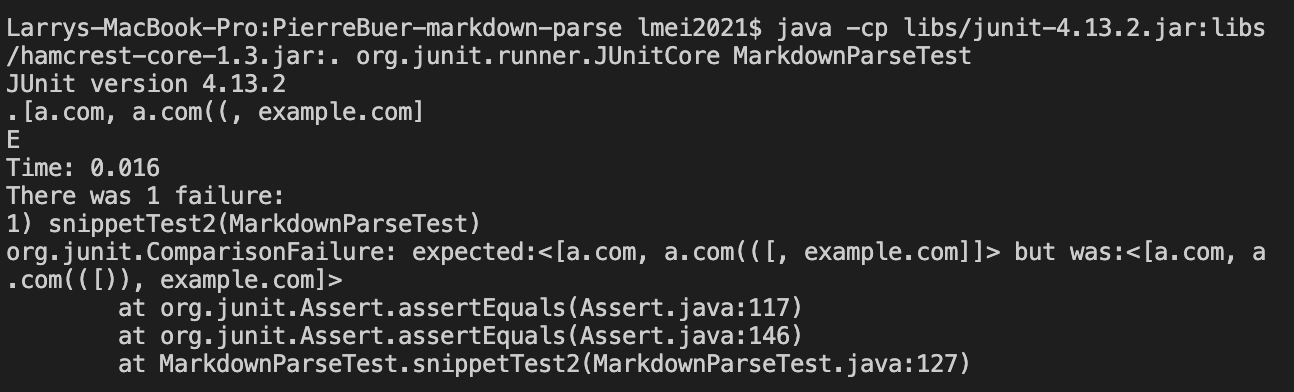 Larrys-MacBook-Pro:PierreBuer-markdown-parse lmei2021$ java -cp libs/junit-4.13.2.jar:libs
/hamcrest-core-1.3.jar:. org.junit.runner.JUnitCore MarkdownParseTest
JUnit version 4.13.2
.[a.com, a.com((, example.com]
E
Time: 0.016
There was 1 failure:
1) snippetTest2(MarkdownParseTest)
org.junit.ComparisonFailure: expected:<[a.com, a.com(([, example.com]]> but was:<[a.com, a
.com(([)), example.com]>
at org.junit.Assert.assertEquals(Assert.java:117)
at org.junit.Assert.assertEquals(Assert.java:146)
at MarkdownParseTest.snippetTest2(MarkdownParseTest.java:127)